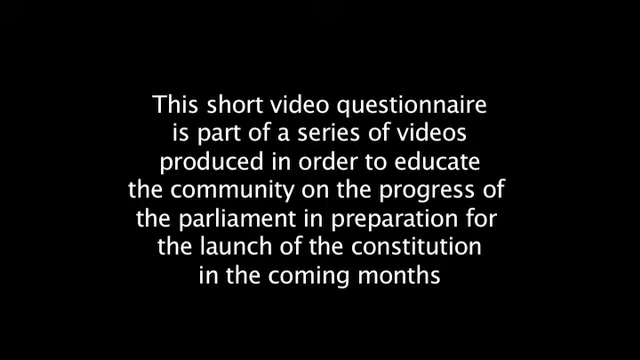 This short video questionnaire
is part of a series of videos
produced in order to educate
the community on the progress of
the parliament in preparation for
the launch of the constitution
in the coming months